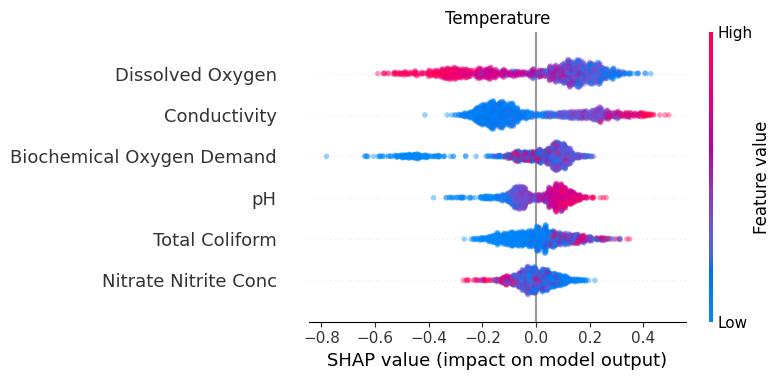 Temperature
High
Dissolved Oxygen
Conductivity
Biochemical Oxygen Demand
pH
Total Coliform
Nitrate Nitrite Conc
Feature value
Low
−0.8 −0.6 −0.4 −0.2 0.0 0.2 0.4
SHAP value (impact on model output)